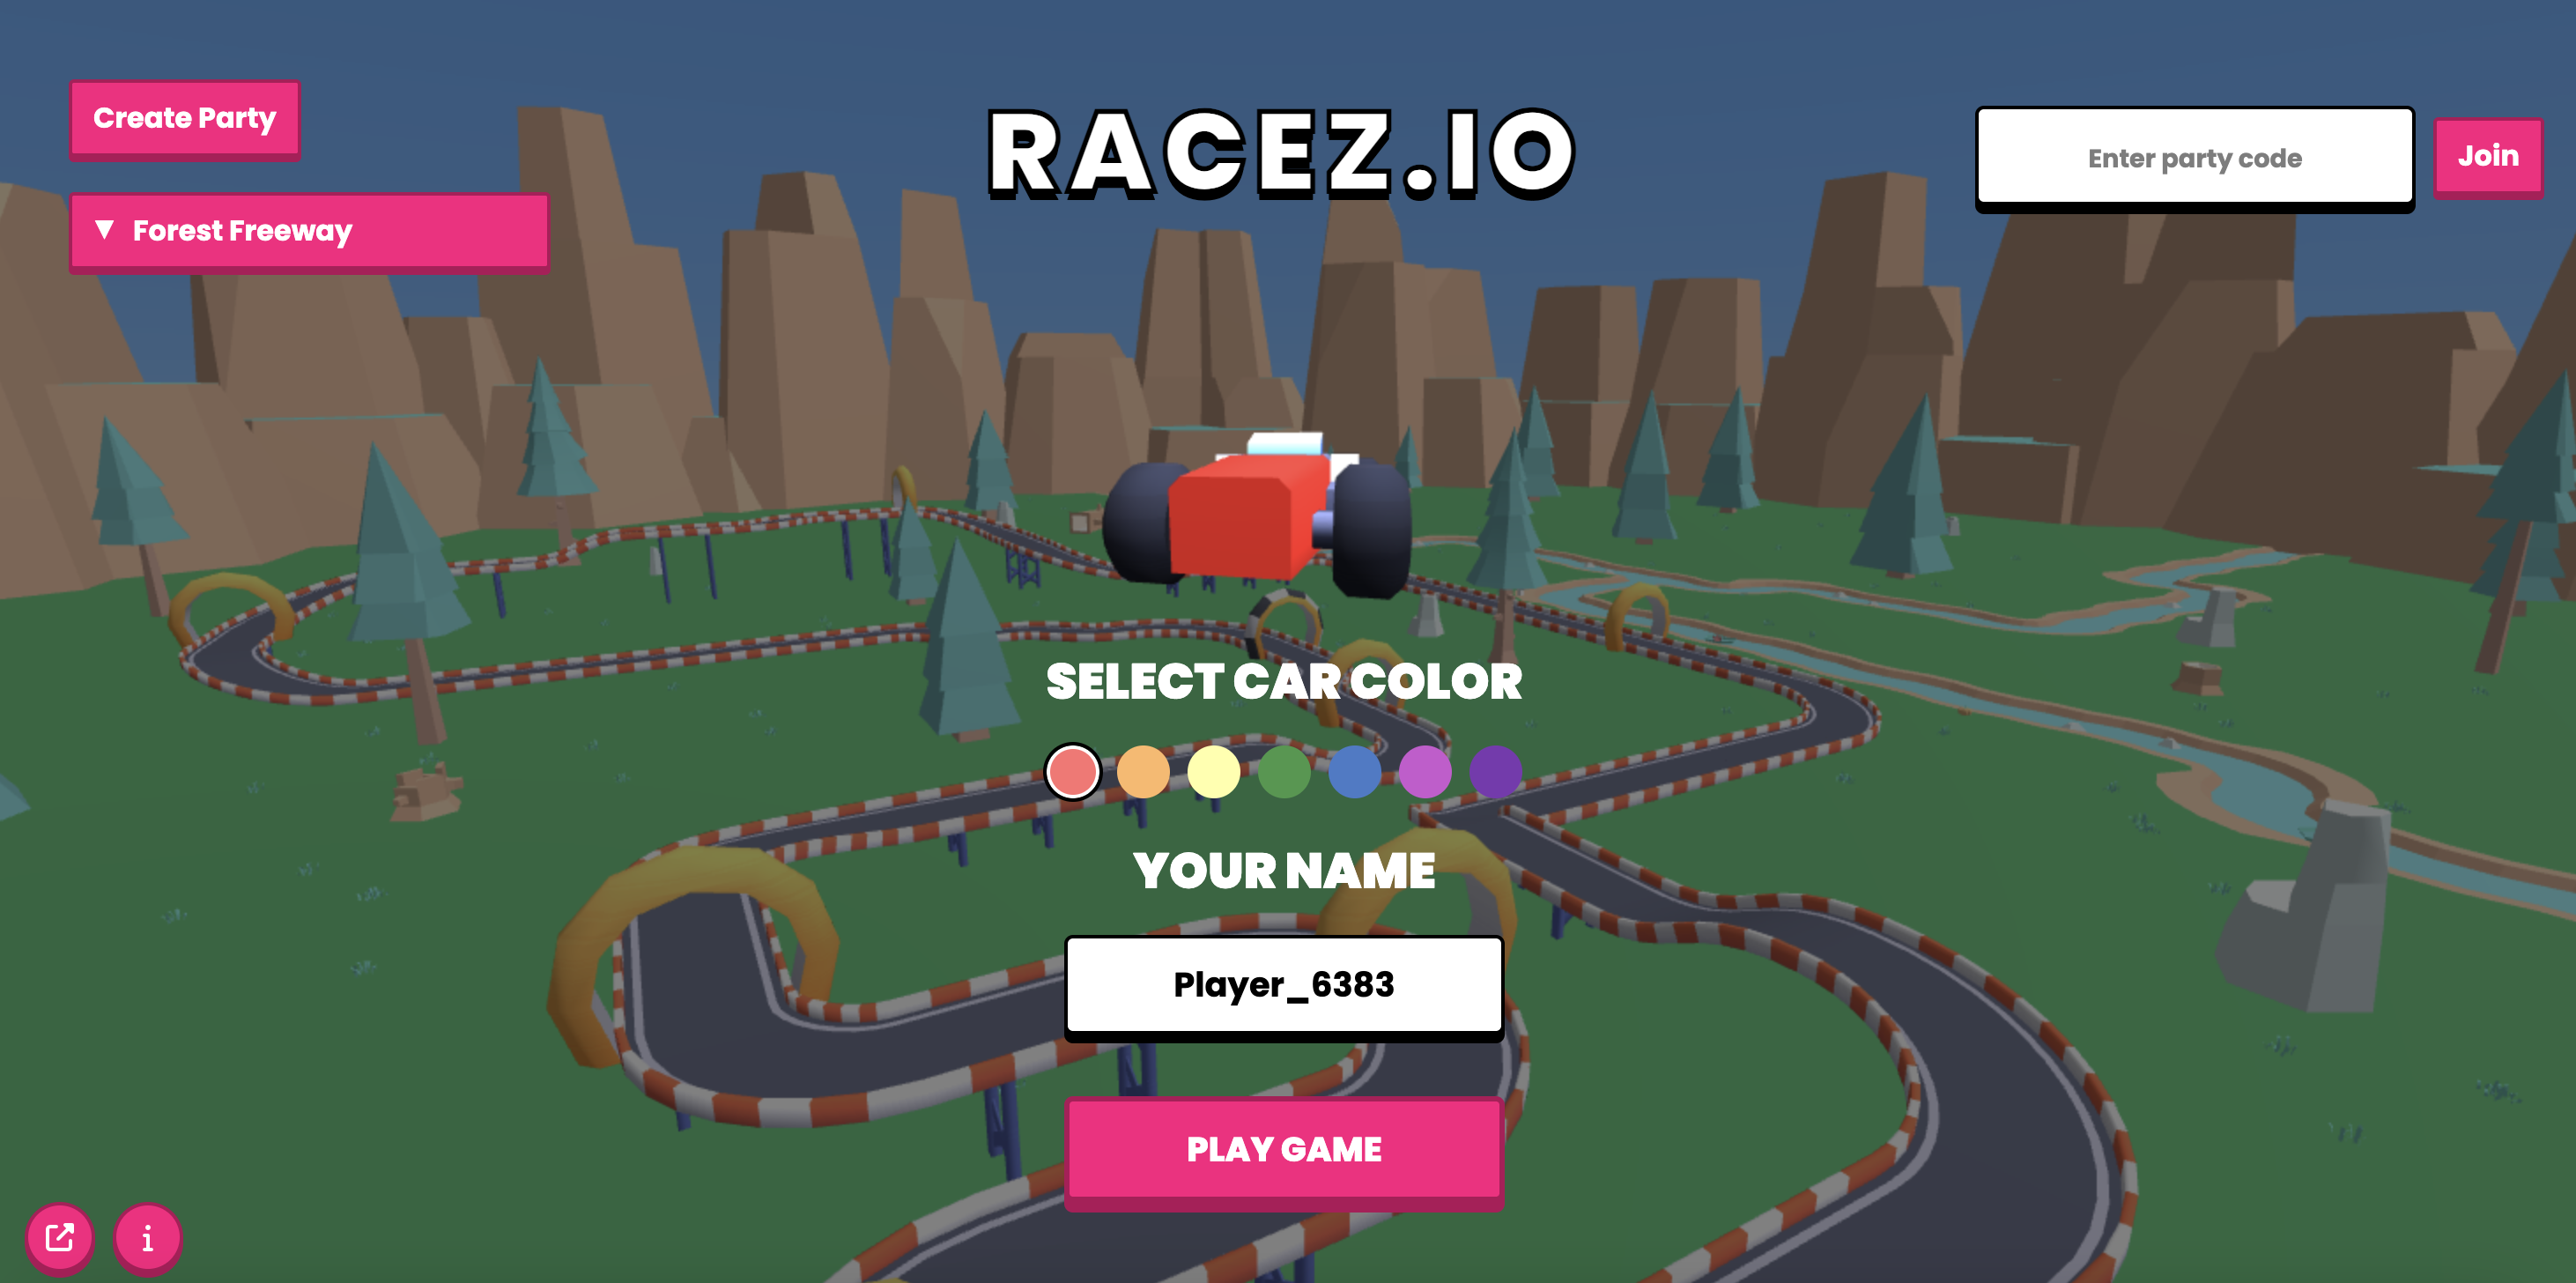 Create Party
RACEZ.IO
Enter party code
Join
▼ Forest Freeway
SELECT CAR COLOR
YOUR NAME
Player_6383
PLAY GAME
i